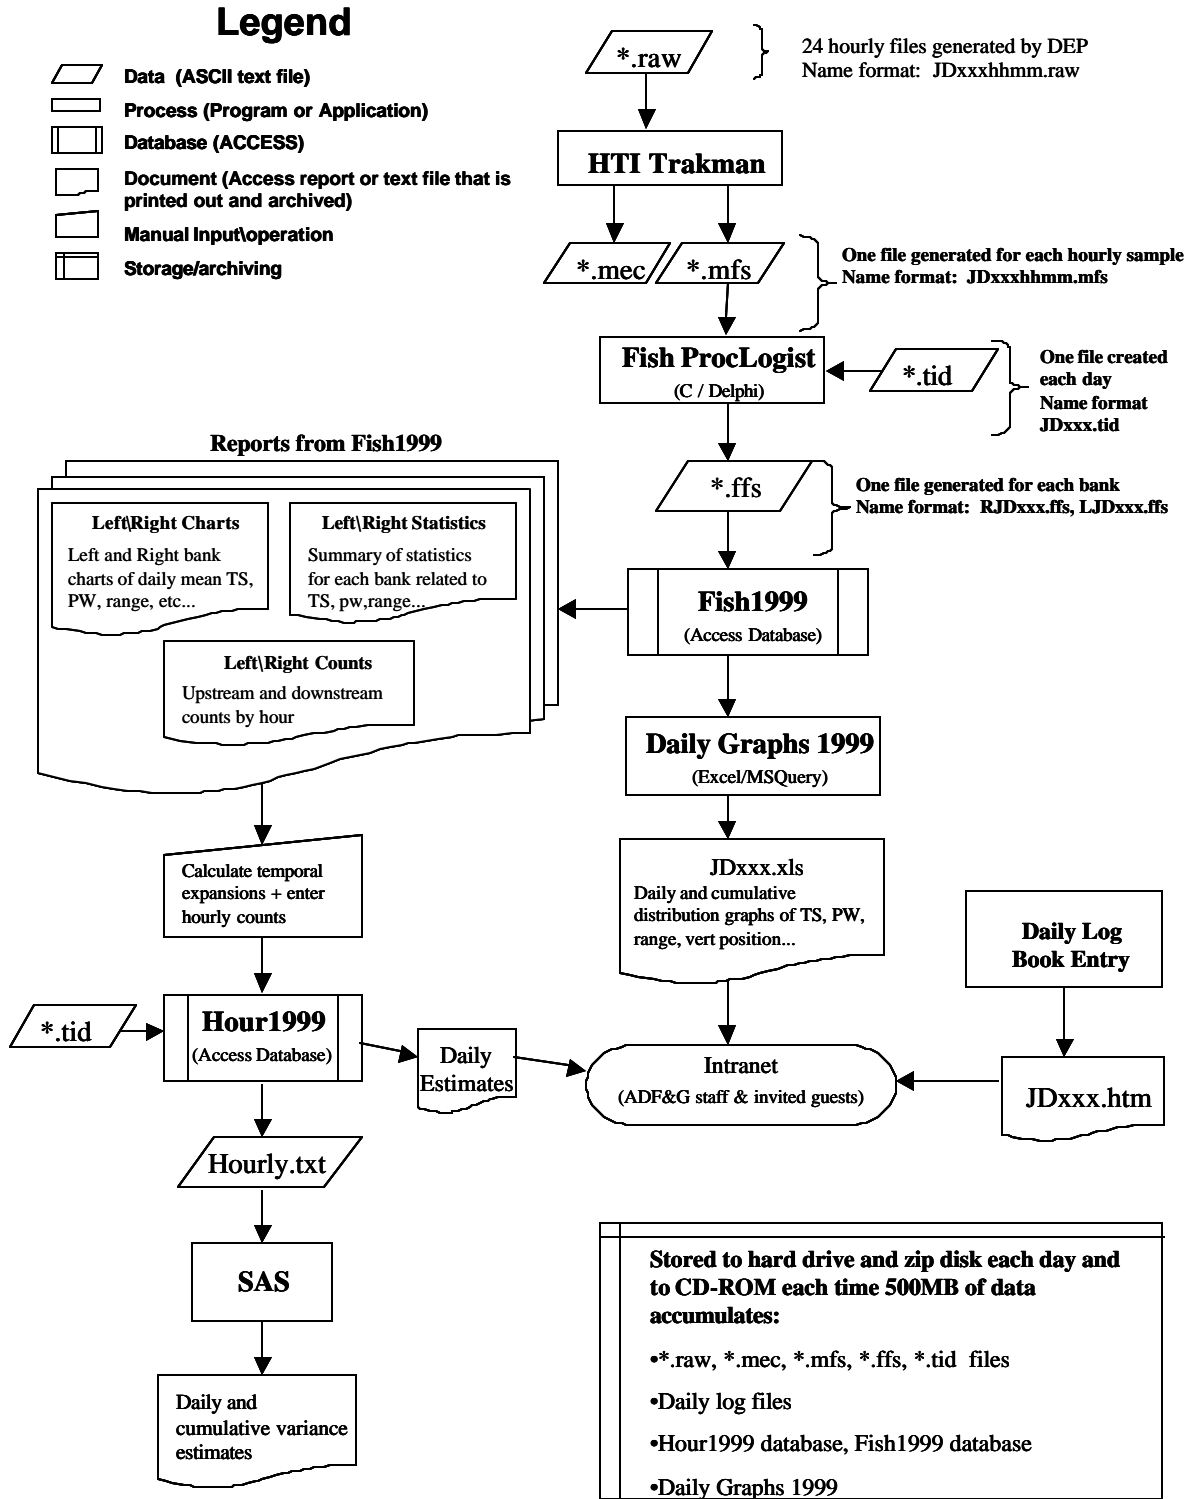 Legend
Data (ASCII text file)
Process (Program or Application)
Database (ACCESS)
Document (Access report or text file that is
printed out and archived)
Manual Input\operation
Storage/archiving
*.raw
24 hourly files generated by DEP
Name format: JDxxxhhmm.raw
HTI Trakman
*.mec
*.mfs
One file generated for each hourly sample
Name format: JDxxxhhmm.mfs
Fish ProcLogist
(C / Delphi)
*.tid
One file created
each day
Name format
JDxxx.tid
*.ffs
One file generated for each bank
Name format: RJDxxx.ffs, LJDxxx.ffs
Reports from Fish1999
Left\Right Charts
Left and Right bank
charts of daily mean TS,
PW, range, etc...
Left\Right Statistics
Summary of statistics
for each bank related to
TS, pw,range...
Left\Right Counts
Upstream and downstream
counts by hour
Fish1999
(Access Database)
Daily Graphs 1999
(Excel/MSQuery)
JDxxx.xls
Daily and cumulative
distribution graphs of TS, PW,
range, vert position...
Calculate temporal
expansions + enter
hourly counts
Daily Log
Book Entry
*.tid
Hour1999
(Access Database)
Daily
Estimates
Intranet
(ADF&G staff & invited guests)
JDxxx.htm
Hourly.txt
SAS
Daily and
cumulative variance
estimates
Stored to hard drive and zip disk each day and
to CD-ROM each time 500MB of data
accumulates:
•*.raw, *.mec, *.mfs, *.ffs, *.tid files
•Daily log files
•Hour1999 database, Fish1999 database
•Daily Graphs 1999